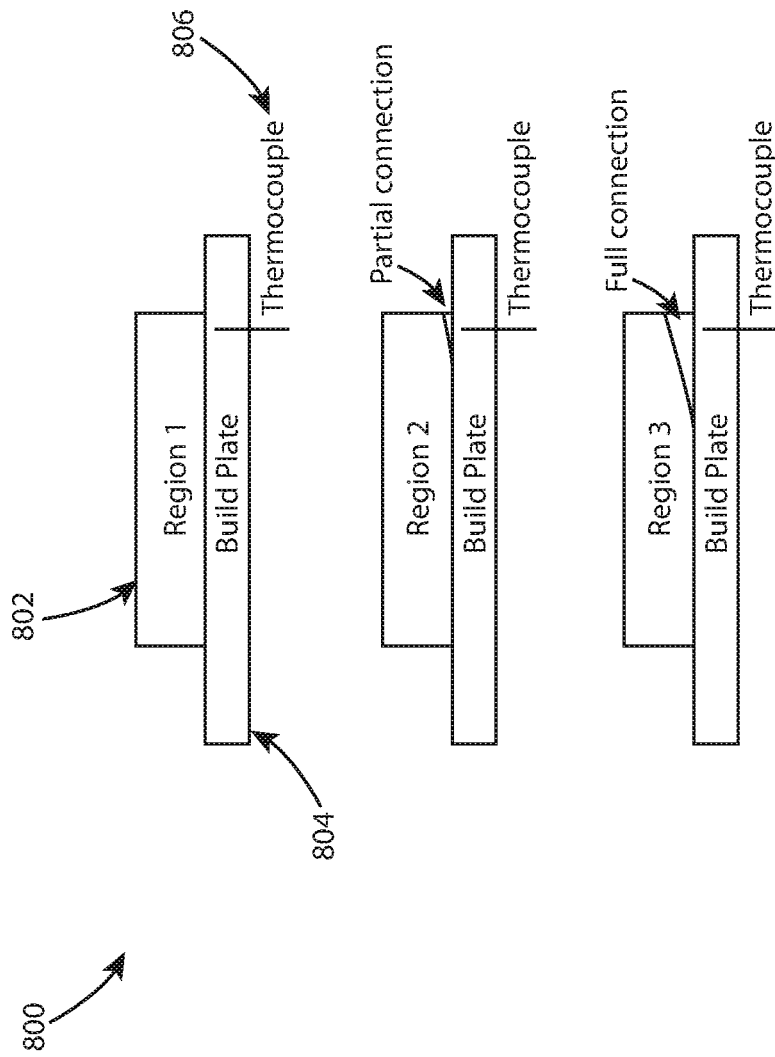 800
802
804
806
Region 1
Build Plate
Thermocouple
Region 2
Build Plate
Partial connection
Thermocouple
Region 3
Build Plate
Full connection
Thermocouple